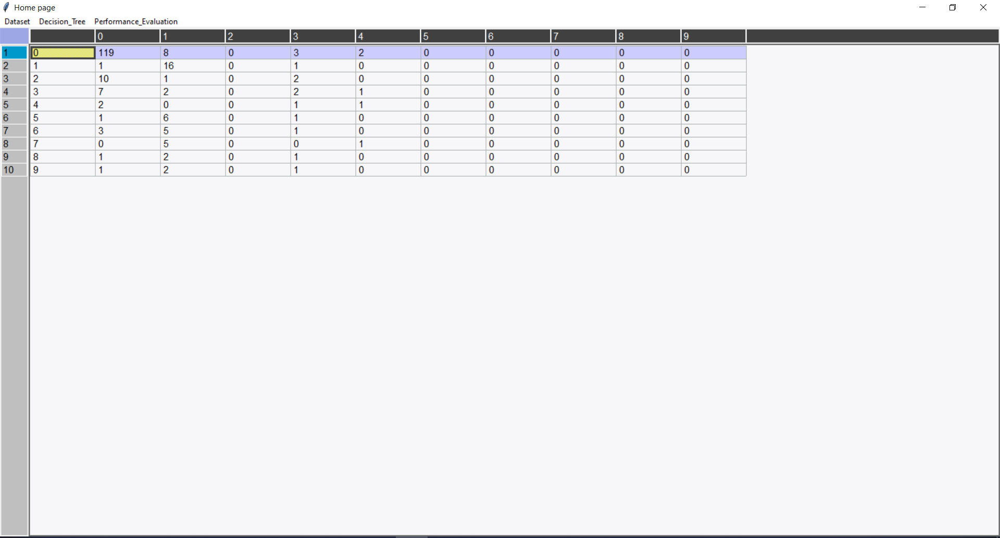 Home page
Dataset Decision_Tree Performance_Evaluation
0 1 2 3 4 5 6 7 8 9
1 0 119 8 0 3 2 0 0 0 0 0
2 1 1 16 0 1 0 0 0 0 0 0
3 2 10 1 0 2 0 0 0 0 0 0
4 3 7 2 0 2 1 0 0 0 0 0
5 4 2 0 0 1 1 0 0 0 0 0
6 5 1 6 0 1 0 0 0 0 0 0
7 6 3 5 0 1 0 0 0 0 0 0
8 7 0 5 0 0 1 0 0 0 0 0
9 8 1 2 0 1 0 0 0 0 0 0
10 9 1 2 0 1 0 0 0 0 0 0